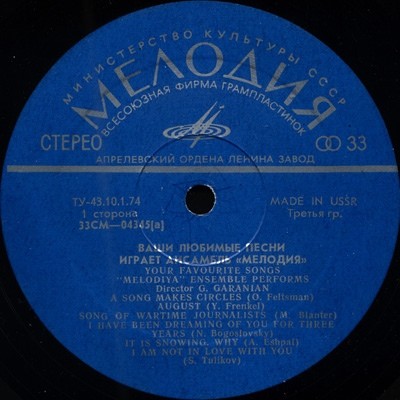 МИНИСТЕРСТВО КУЛЬТУРЫ СССР
МЕЛОДИЯ
ВСЕСОЮЗНАЯ ФИРМА ГРАМПЛАСТИНОК
СТЕРЕО
33
АПРЕЛЕВСКИЙ ОРДЕНА ЛЕНИНА ЗАВОД
ТУ-43.10.1.74
MADE IN USSR
1 сторона
Третья гр.
33СМ—04345(а)
ВАШИ ЛЮБИМЫЕ ПЕСНИ
ИГРАЕТ АНСАМБЛЬ «МЕЛОДИЯ»
YOUR FAVOURITE SONGS
"MELODIYA" ENSEMBLE PERFORMS
Director G. GARANIAN
A SONG MAKES CIRCLES (O. Feltsman)
AUGUST (Y. Frenkel)
SONG OF WARTIME JOURNALISTS (M. Blanter)
I HAVE BEEN DREAMING OF YOU FOR THREE
YEARS (N. Bogoslovsky)
IT IS SNOWING. WHY (A. Eshpai)
I AM NOT IN LOVE WITH YOU
(S. Tulikov)